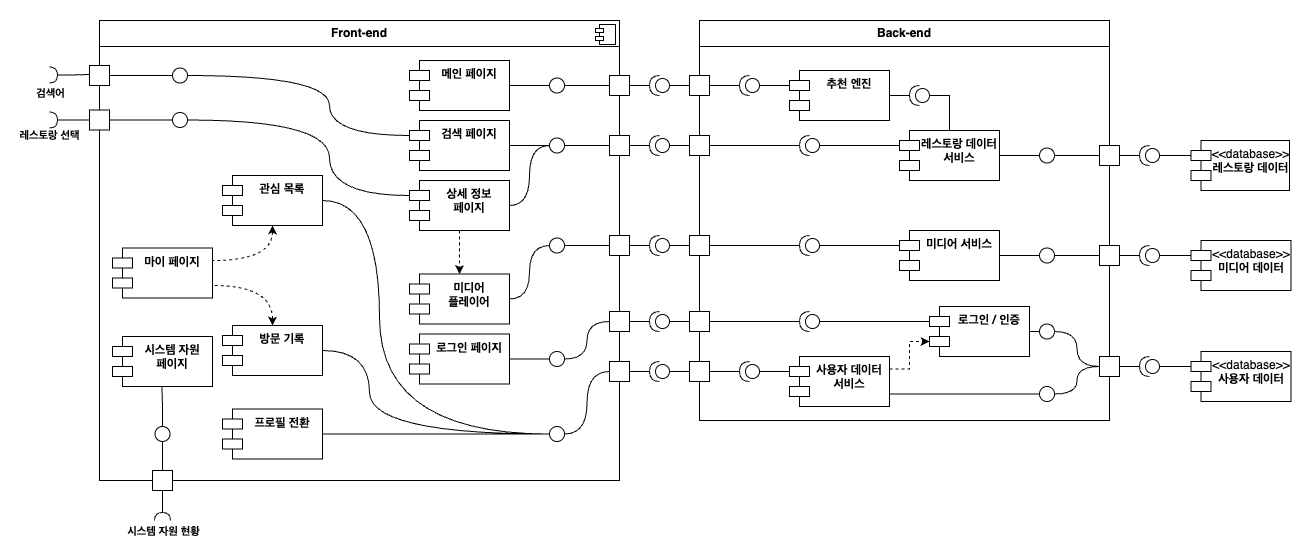 Front-end
Back-end
검색어
레스토랑 선택
메인 페이지
검색 페이지
상세 정보
페이지
관심 목록
마이 페이지
미디어
플레이어
방문 기록
로그인 페이지
시스템 자원
페이지
프로필 전환
시스템 자원 현황
추천 엔진
레스토랑 데이터
서비스
미디어 서비스
로그인 / 인증
사용자 데이터
서비스
<<database>>
레스토랑 데이터
<<database>>
미디어 데이터
<<database>>
사용자 데이터